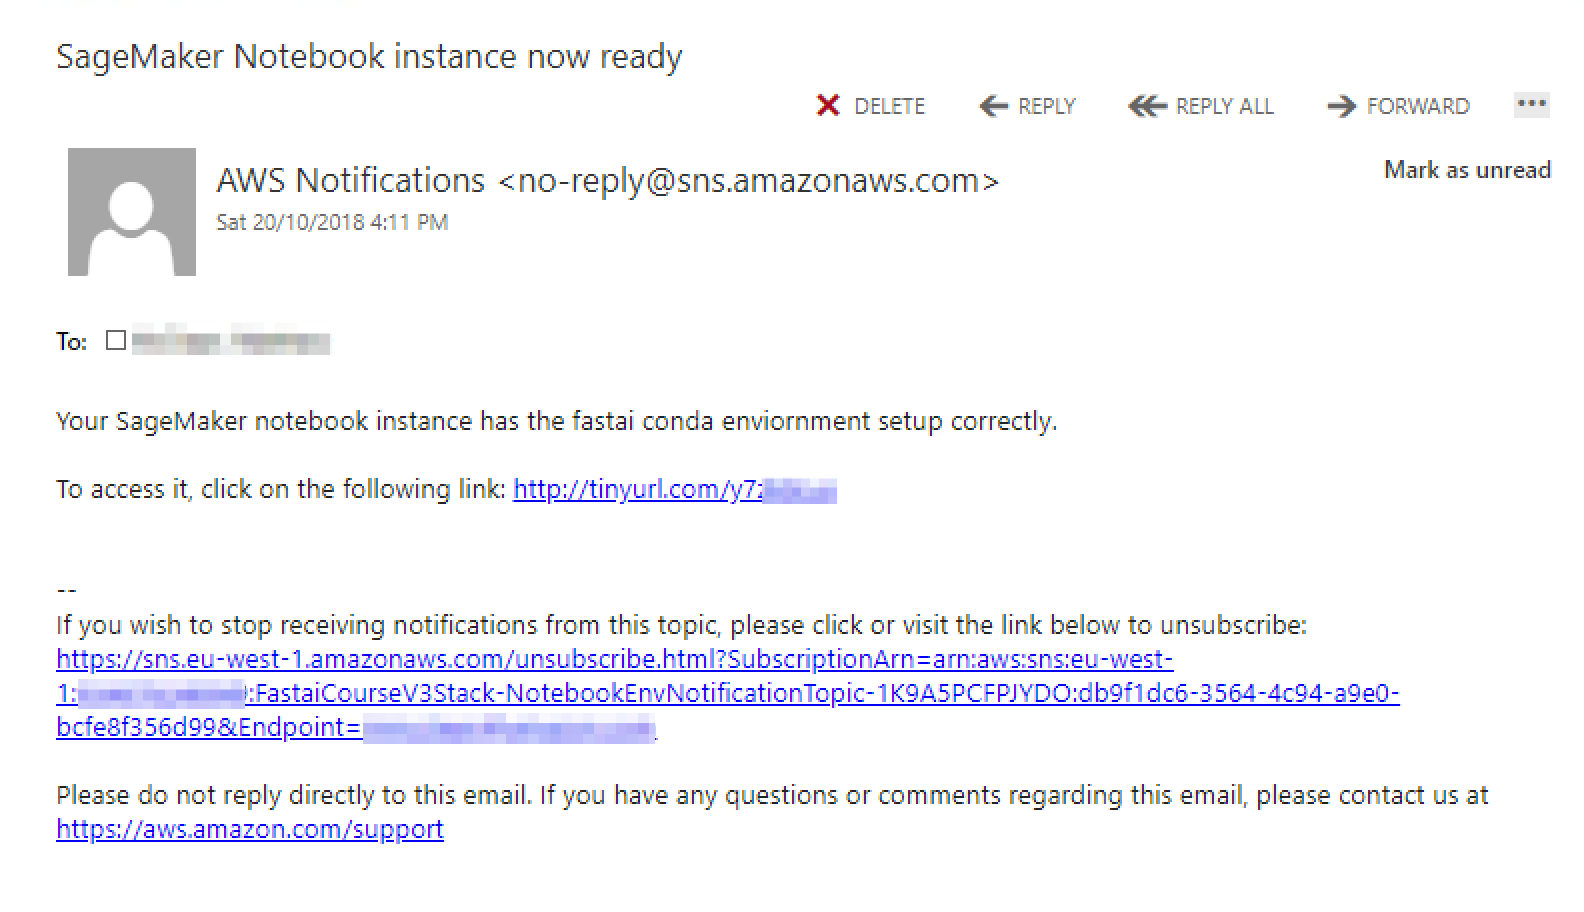 SageMaker Notebook instance now ready
DELETE REPLY REPLY ALL FORWARD
AWS Notifications <no-reply@sns.amazonaws.com>
Mark as unread
Sat 20/10/2018 4:11 PM
To:
Your SageMaker notebook instance has the fastai conda enviornment setup correctly.
To access it, click on the following link: http://tinyurl.com/y7z
--
If you wish to stop receiving notifications from this topic, please click or visit the link below to unsubscribe:
https://sns.eu-west-1.amazonaws.com/unsubscribe.html?SubscriptionArn=arn:aws:sns:eu-west-
1::FastaiCourseV3Stack-NotebookEnvNotificationTopic-1K9A5PCFPJYDO:db9f1dc6-3564-4c94-a9e0-
bcfe8f356d99&Endpoint=
Please do not reply directly to this email. If you have any questions or comments regarding this email, please contact us at
https://aws.amazon.com/support